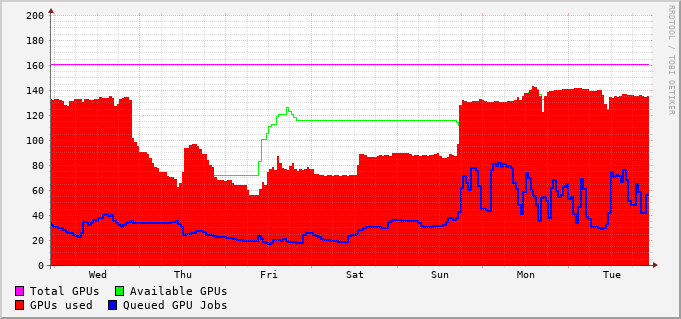 200
180
160
140
120
100
80
60
40
20
0
Wed Thu Fri Sat Sun Mon Tue
Total GPUs Available GPUs
GPUs used Queued GPU Jobs
RRDTOOL / TOBI OETIKER